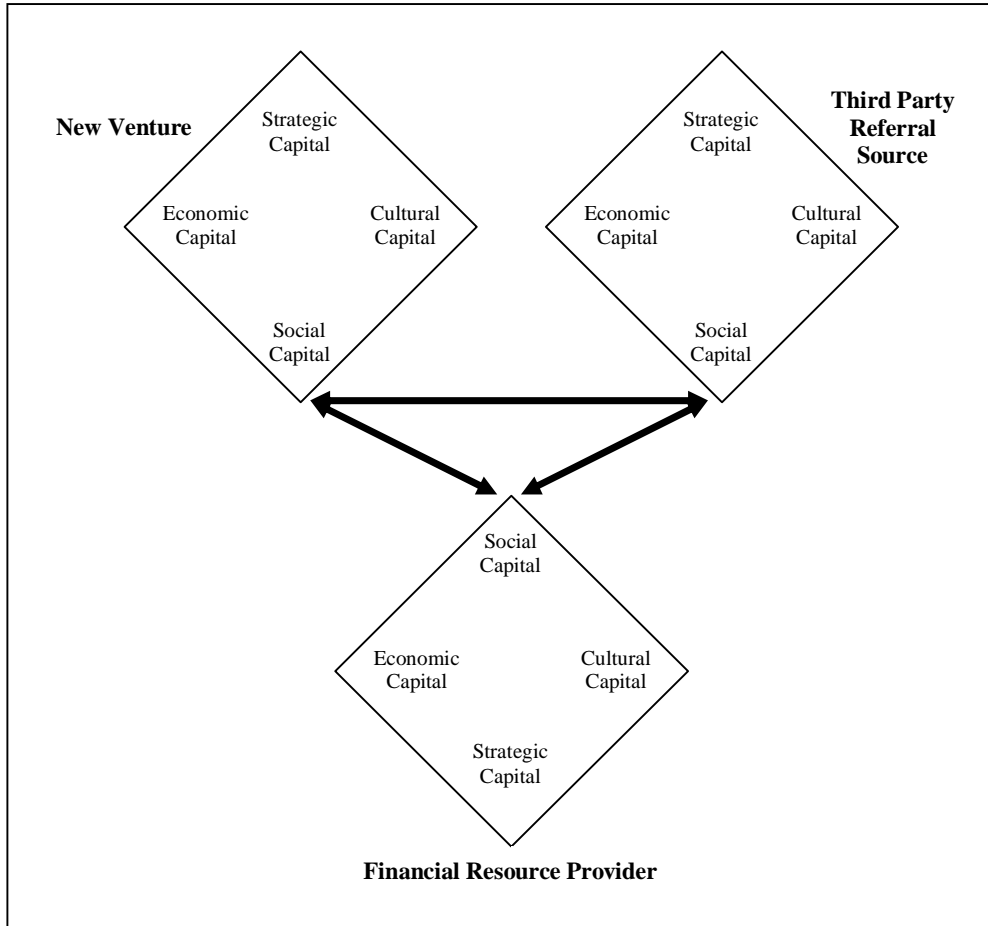 New Venture
Strategic
Capital
Economic
Capital
Cultural
Capital
Social
Capital
Third Party
Referral
Source
Strategic
Capital
Economic
Capital
Cultural
Capital
Social
Capital
Social
Capital
Economic
Capital
Cultural
Capital
Strategic
Capital
Financial Resource Provider